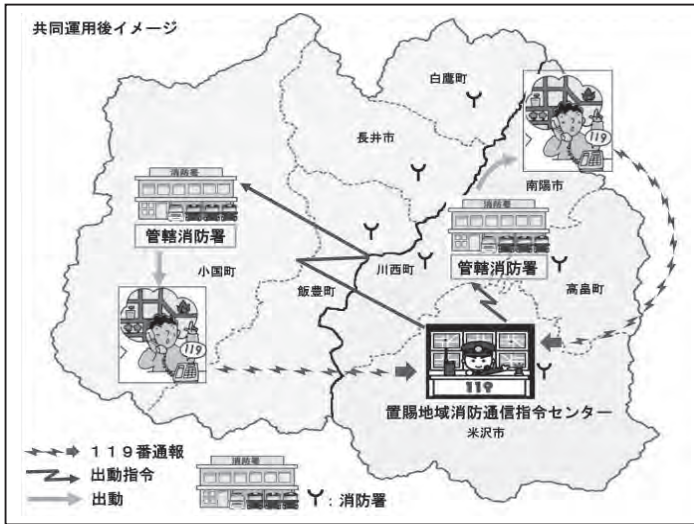 共同運用後イメージ
白鷹町
119
長井市
消防署
南陽市
消防署
管轄消防署
小国町
川西町
管轄消防署
飯豊町
高畠町
119
119
置賜地域消防通信指令センター
米沢市
119番通報
出動指令
消防署
出動
:消防署